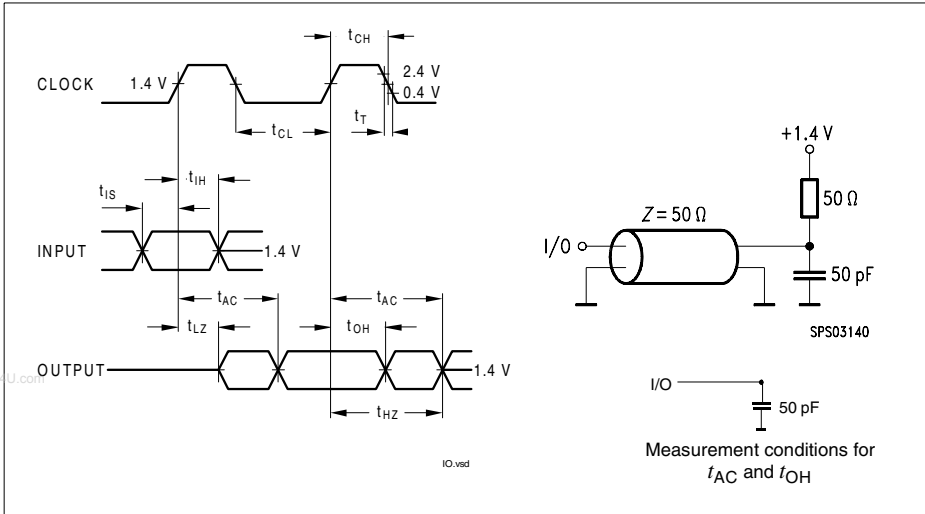 tCH
2.4 V
CLOCK
1.4 V
0.4 V
tT
tCL
+1.4 V
tIH
tIS
50 Ω
Z = 50 Ω
INPUT
1.4 V
I/O
50 pF
tAC
tAC
tLZ
tOH
SPS03140
4U.com
OUTPUT
1.4 V
I/O
50 pF
tHZ
Measurement conditions for
tAC and tOH
IO.vsd